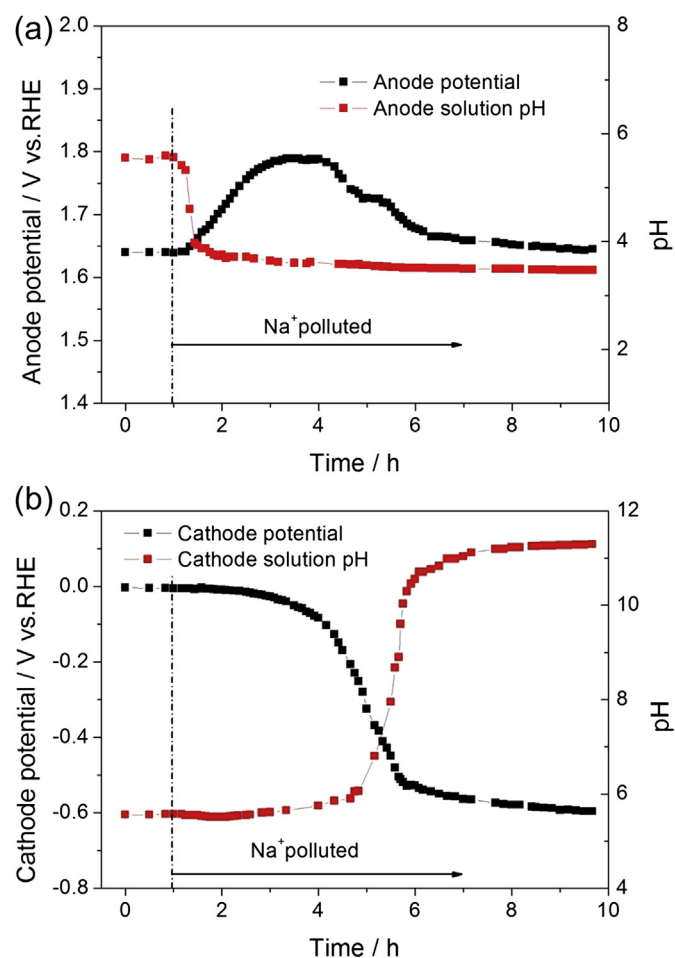 (a)
2.0
1.9
1.8
1.7
1.6
1.5
1.4
Anode potential / V vs.RHE
Anode potential
Anode solution pH
Na+polluted
8
6
4
2
pH
0 2 4 6 8 10
Time / h
(b)
0.2
0.0
-0.2
-0.4
-0.6
-0.8
Cathode potential / V vs.RHE
Cathode potential
Cathode solution pH
Na+polluted
12
10
8
6
4
pH
0 2 4 6 8 10
Time / h